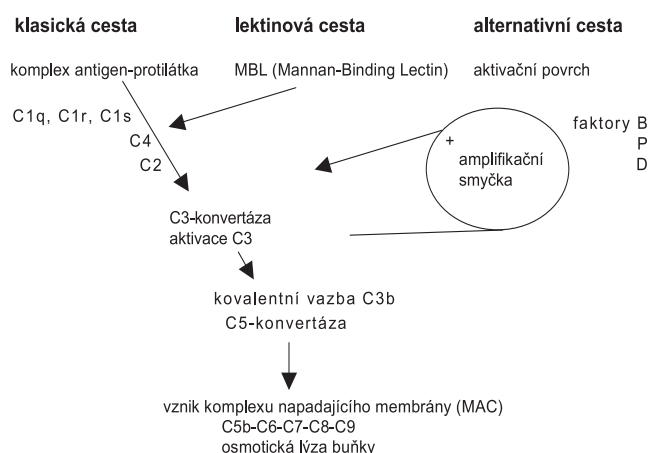 klasická cesta
lektinová cesta
alternativní cesta
komplex antigen-protilátka
MBL (Mannan-Binding Lectin)
aktivační povrch
C1q, C1r, C1s
C4
C2
faktory B
P
D
+
amplifikační
smyčka
C3-konvertáza
aktivace C3
kovalentní vazba C3b
C5-konvertáza
vznik komplexu napadajícího membrány (MAC)
C5b-C6-C7-C8-C9
osmotická lýza buňky